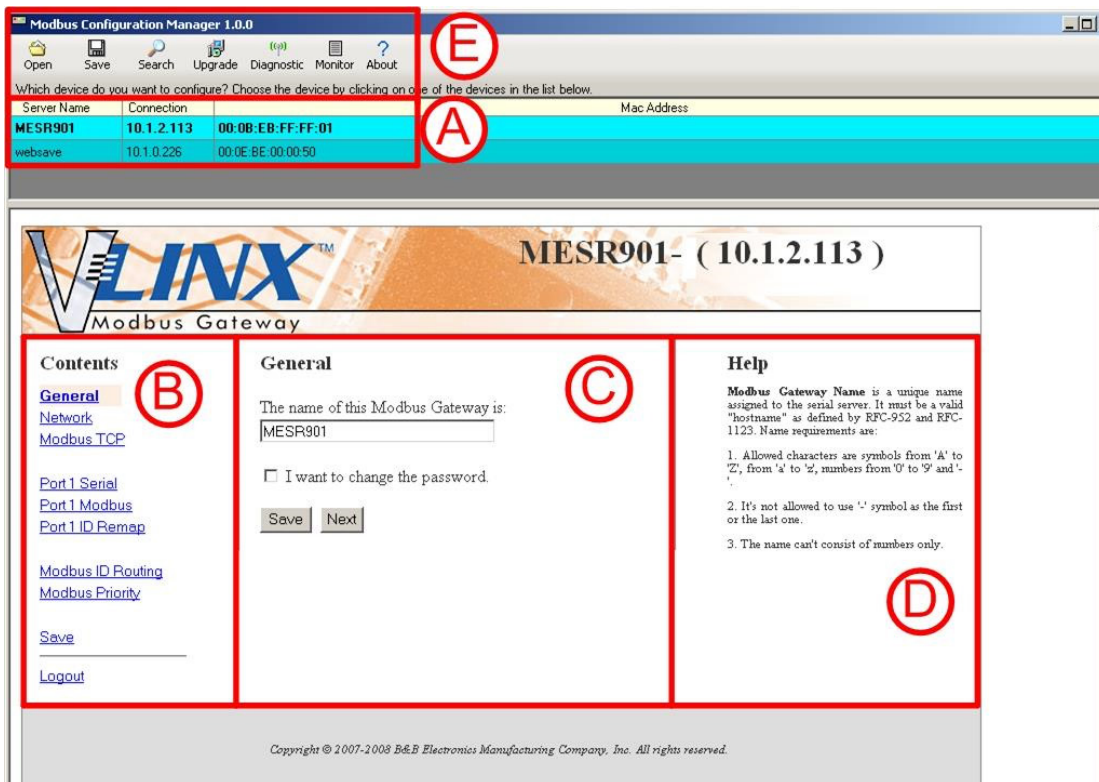 Modbus Configuration Manager 1.0.0
Open Save Search Upgrade Diagnostic Monitor About
E
Which device do you want to configure? Choose the device by clicking on one of the devices in the list below.
Server Name Connection Mac Address
MESR901 10.1.2.113 00:0B:EB:FF:FF:01
websave 10.1.0.226 00:0E:BE:00:00:50
A
VLINX™
Modbus Gateway
MESR901- ( 10.1.2.113 )
Contents
B
General
Network
Modbus TCP
Port 1 Serial
Port 1 Modbus
Port 1 ID Remap
Modbus ID Routing
Modbus Priority
Save
Logout
General
C
The name of this Modbus Gateway is:
MESR901
I want to change the password.
Save Next
Help
Modbus Gateway Name is a unique name
assigned to the serial server. It must be a valid
"hostname" as defined by RFC-952 and RFC-
1123. Name requirements are:
1. Allowed characters are symbols from 'A' to
'Z', from 'a' to 'z', numbers from '0' to '9' and '-
'.
2. It's not allowed to use '-' symbol as the first
or the last one.
3. The name can't consist of numbers only.
D
Copyright © 2007-2008 B&B Electronics Manufacturing Company, Inc. All rights reserved.